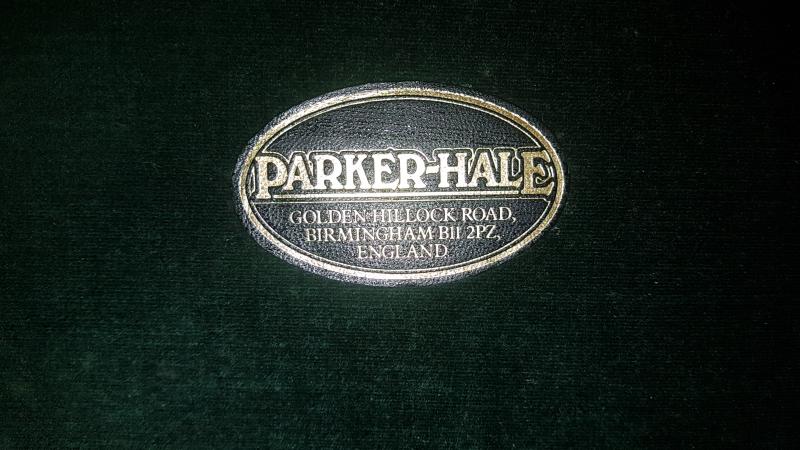 PARKER-HALE
GOLDEN HILLOCK ROAD,
BIRMINGHAM B11 2PZ,
ENGLAND